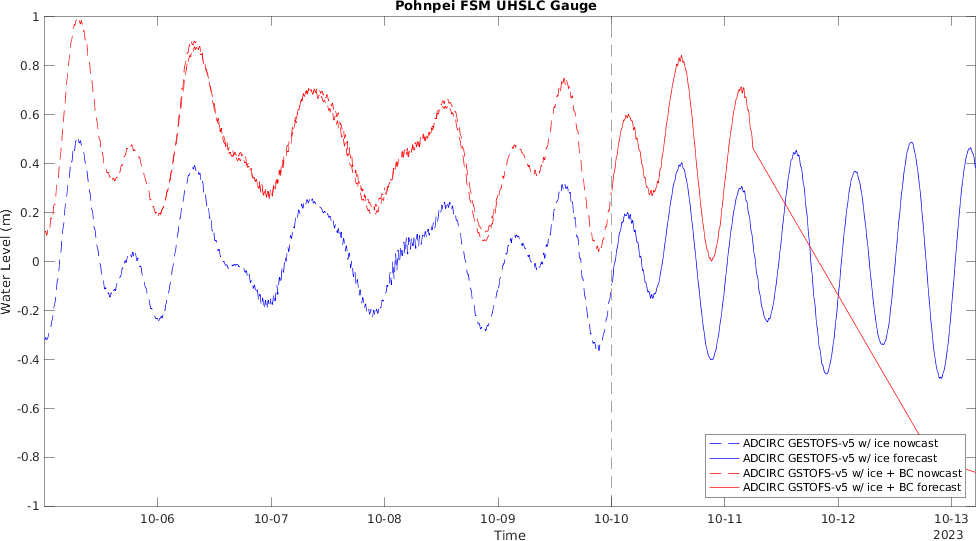 Pohnpei FSM UHSLC Gauge
1
0.8
0.6
0.4
0.2
0
-0.2
-0.4
-0.6
-0.8
-1
Water Level (m)
ADCIRC GESTOFS-v5 w/ ice nowcast
ADCIRC GESTOFS-v5 w/ ice forecast
ADCIRC GSTOFS-v5 w/ ice + BC nowcast
ADCIRC GSTOFS-v5 w/ ice + BC forecast
10-06 10-07 10-08 10-09 10-10 10-11 10-12 10-13
Time
2023